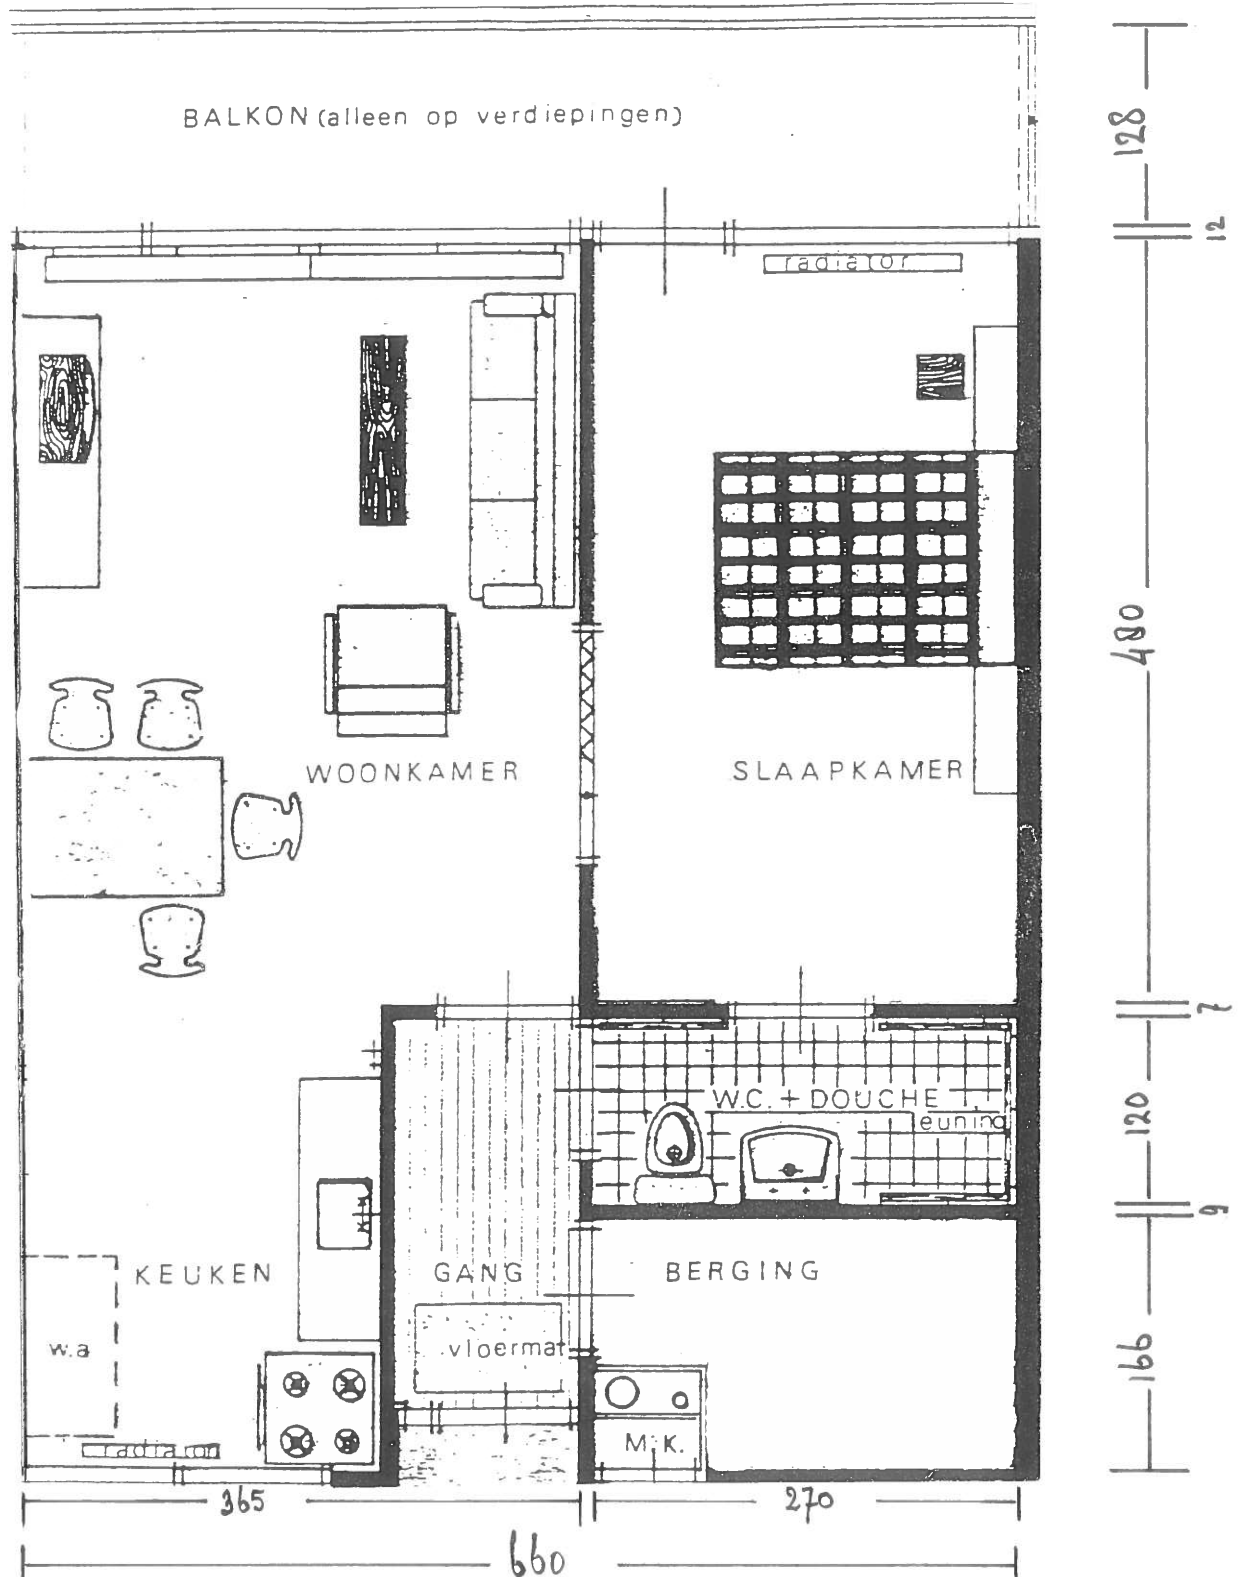 BALKON (alleen op verdiepingen)
128
12
radiator
480
WOONKAMER
SLAAPKAMER
7
W.C. + DOUCHE
leuning
120
9
KEUKEN
GANG
BERGING
w.a
vloermat
166
radiator
M.K.
365
270
660